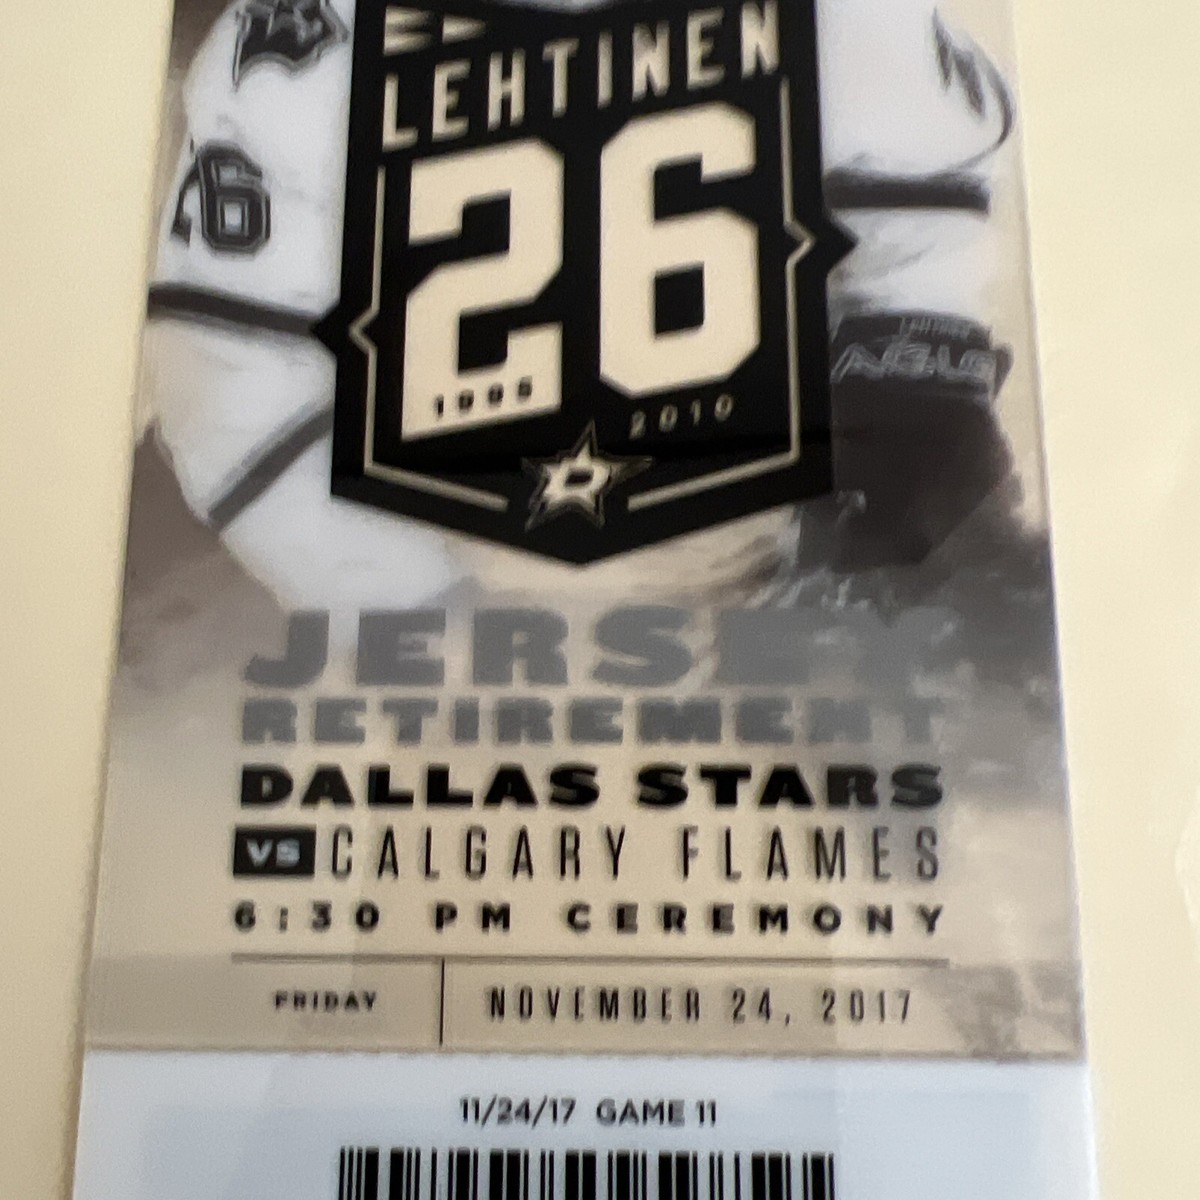 LEHTINEN
26
26
1995 2010
D
JERSEY
RETIREMENT
DALLAS STARS
VS CALGARY FLAMES
6:30 PM CEREMONY
FRIDAY NOVEMBER 24, 2017
11/24/17 GAME 11